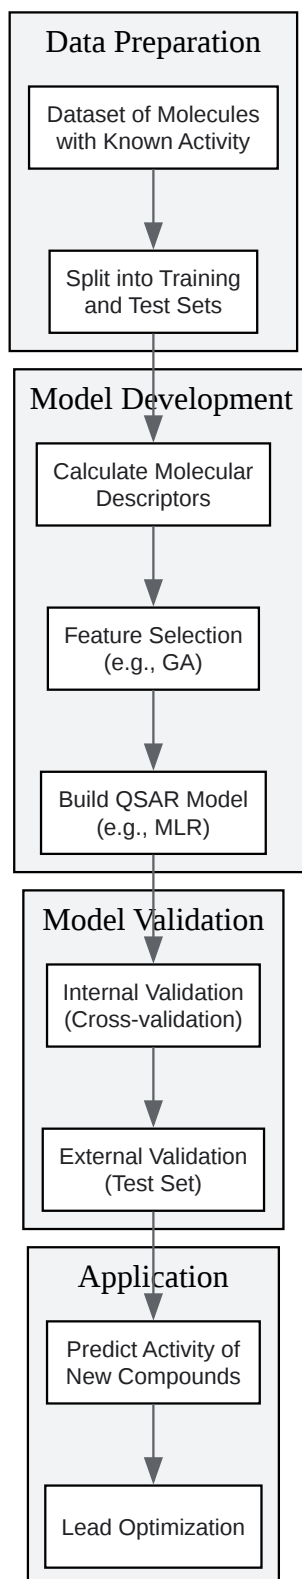 Data Preparation
Dataset of Molecules
with Known Activity
Split into Training
and Test Sets
Model Development
Calculate Molecular
Descriptors
Feature Selection
(e.g., GA)
Build QSAR Model
(e.g., MLR)
Model Validation
Internal Validation
(Cross-validation)
External Validation
(Test Set)
Application
Predict Activity of
New Compounds
Lead Optimization